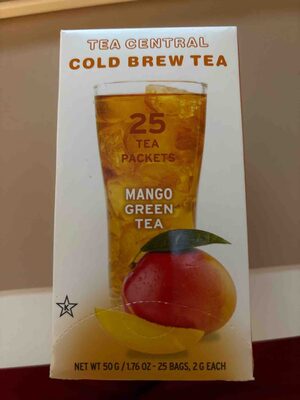 TEA CENTRAL
COLD BREW TEA
25
TEA
PACKETS
MANGO
GREEN
TEA
K
NET WT 50 G / 1.76 OZ - 25 BAGS, 2 G EACH